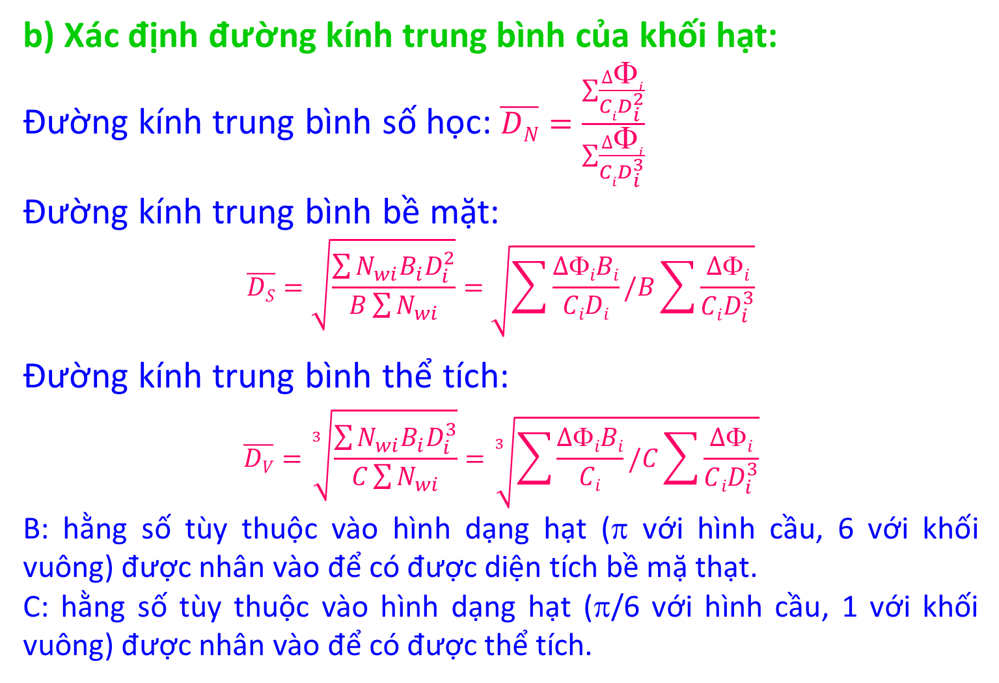 b) Xác định đường kính trung bình của khối hạt:
Đường kính trung bình số học: $\overline{D_N} = \frac{\sum \frac{\Delta\Phi_i}{C_i D_i^2}}{\sum \frac{\Delta\Phi_i}{C_i D_i^3}}$
Đường kính trung bình bề mặt:
$\overline{D_S} = \sqrt{\frac{\sum N_{wi} B_i D_i^2}{B \sum N_{wi}}} = \sqrt{\sum \frac{\Delta\Phi_i B_i}{C_i D_i} / B \sum \frac{\Delta\Phi_i}{C_i D_i^3}}$
Đường kính trung bình thể tích:
$\overline{D_V} = \sqrt[3]{\frac{\sum N_{wi} B_i D_i^3}{C \sum N_{wi}}} = \sqrt[3]{\sum \frac{\Delta\Phi_i B_i}{C_i} / C \sum \frac{\Delta\Phi_i}{C_i D_i^3}}$
B: hằng số tùy thuộc vào hình dạng hạt (π với hình cầu, 6 với khối
vuông) được nhân vào để có được diện tích bề mặ thạt.
C: hằng số tùy thuộc vào hình dạng hạt (π/6 với hình cầu, 1 với khối
vuông) được nhân vào để có được thể tích.